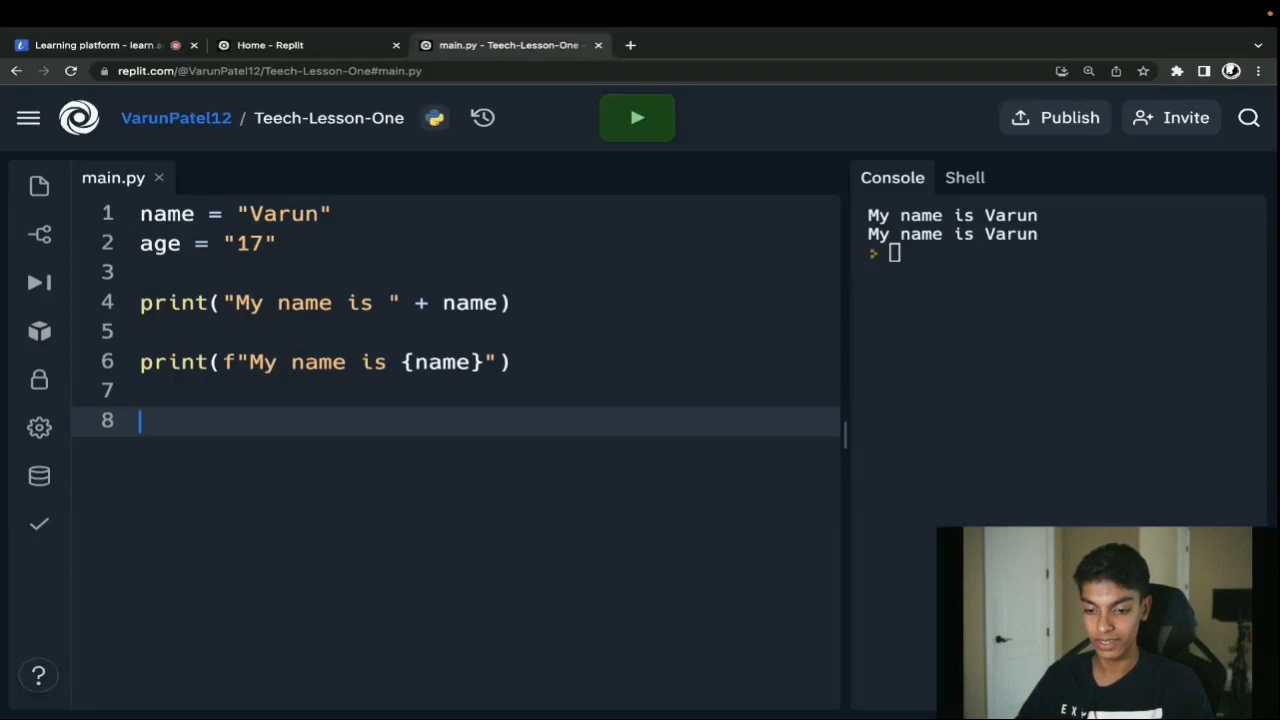 Learning platform - learn a
Home - Replit
main.py - Teech-Lesson-One -
replit.com/@VarunPatel12/Teech-Lesson-One#main.py
VarunPatel12 / Teech-Lesson-One
Publish
Invite
main.py
1 name = "Varun"
2 age = "17"
3
4 print("My name is " + name)
5
6 print(f"My name is {name}")
7
8
Console
Shell
My name is Varun
My name is Varun
>
?
EX